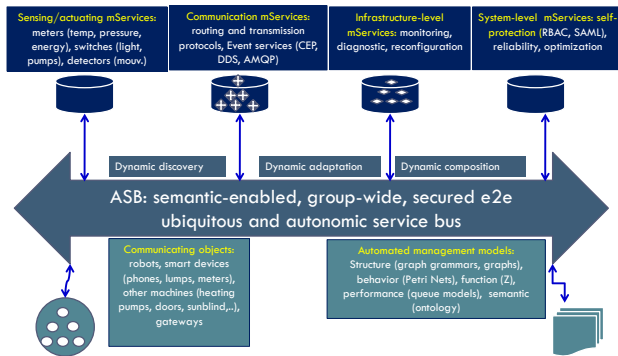 Sensing/actuating mServices:
meters (temp, pressure,
energy), switches (light,
pumps), detectors (mouv.)
Communication mServices:
routing and transmission
protocols, Event services (CEP,
DDS, AMQP)
Infrastructure-level
mServices: monitoring,
diagnostic, reconfiguration
System-level mServices: self-
protection (RBAC, SAML),
reliability, optimization
Dynamic discovery
Dynamic adaptation
Dynamic composition
ASB: semantic-enabled, group-wide, secured e2e
ubiquitous and autonomic service bus
Communicating objects:
robots, smart devices
(phones, lumps, meters),
other machines (heating
pumps, doors, sunblind,..),
gateways
Automated management models:
Structure (graph grammars, graphs),
behavior (Petri Nets), function (Z),
performance (queue models), semantic
(ontology)